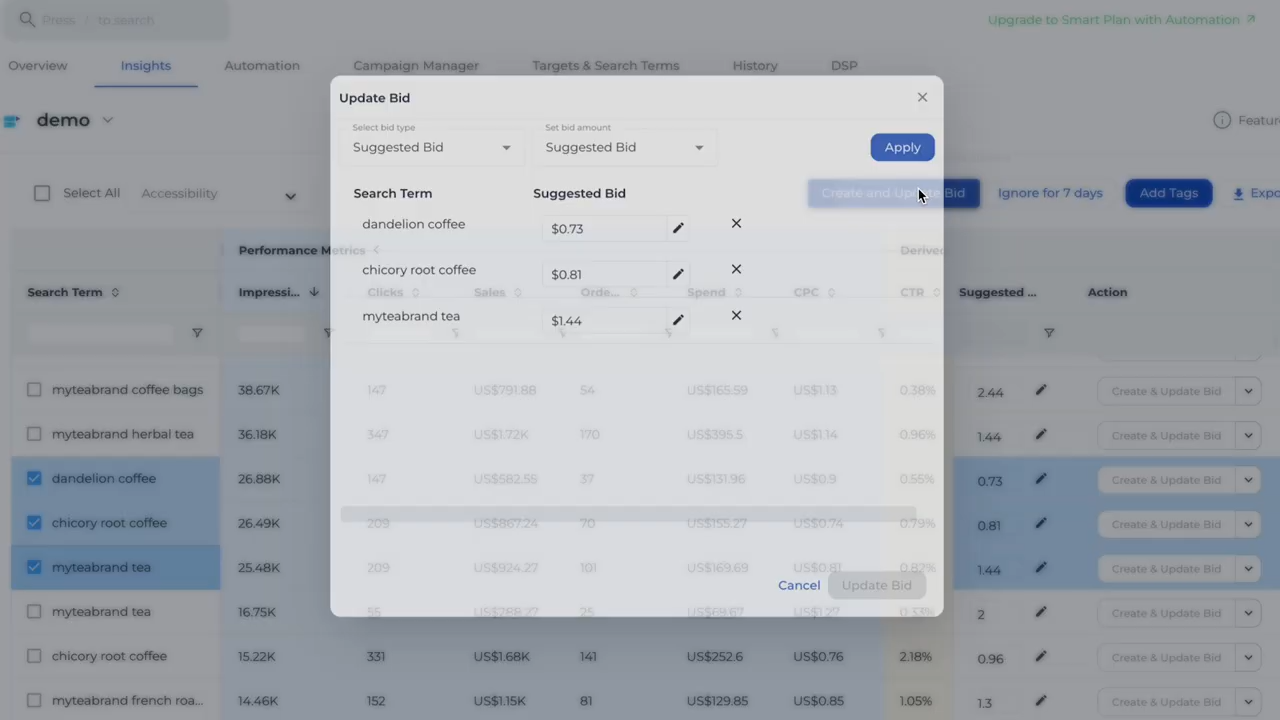 Press / to search
Upgrade to Smart Plan with Automation
Overview Insights Automation Campaign Manager Targets & Search Terms History DSP
Update Bid
demo
Select bid type Set bid amount
Suggested Bid Suggested Bid Apply
Select All Accessibility
Search Term Suggested Bid
Create and Update Bid Ignore for 7 days Add Tags
dandelion coffee $0.73
Performance Metrics
chicory root coffee $0.81
Search Term Impressi... Clicks Sales Orde... Spend CPC CTR Suggested ... Action
myteabrand tea $1.44
myteabrand coffee bags 38.67K 147 US$791.88 54 US$165.59 US$1.13 0.38% 2.44 Create & Update Bid
myteabrand herbal tea 36.18K 347 US$1.72K 170 US$395.5 US$1.14 0.96% 1.44 Create & Update Bid
dandelion coffee 26.88K 147 US$582.55 37 US$131.96 US$0.9 0.55% 0.73 Create & Update Bid
chicory root coffee 26.49K 209 US$867.24 70 US$155.27 US$0.74 0.79% 0.81 Create & Update Bid
myteabrand tea 25.48K 209 US$924.27 101 US$169.69 US$0.81 0.82% 1.44 Create & Update Bid
Cancel Update Bid
myteabrand tea 16.75K 55 US$288.27 25 US$69.67 US$1.27 0.33% 2 Create & Update Bid
chicory root coffee 15.22K 331 US$1.68K 141 US$252.6 US$0.76 2.18% 0.96 Create & Update Bid
myteabrand french roa... 14.46K 152 US$1.15K 81 US$129.85 US$0.85 1.05% 1.3 Create & Update Bid